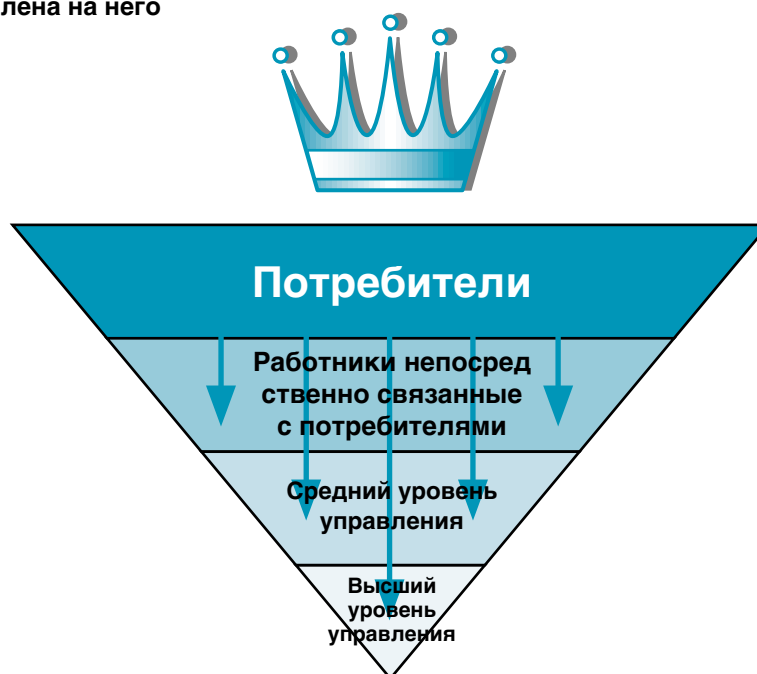 лена на него
Потребители
Работники непосред
ственно связанные
с потребителями
Средний уровень
управления
Высший
уровень
управления